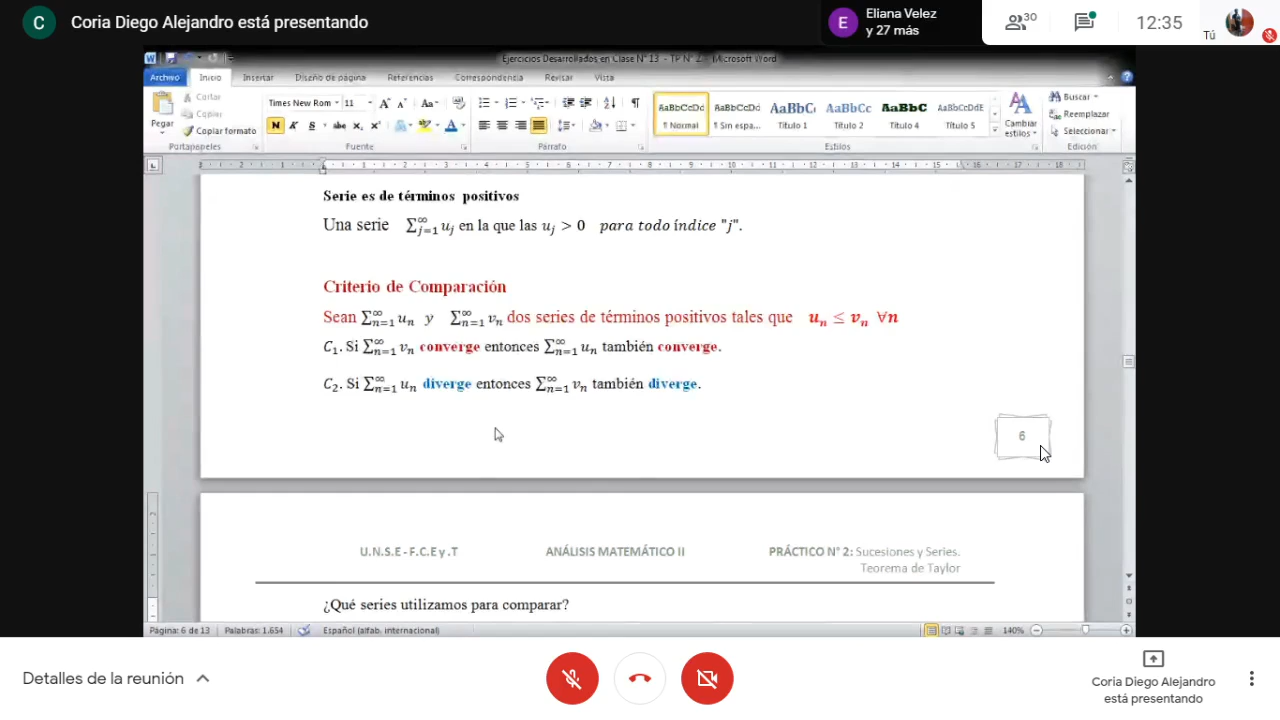 C Coria Diego Alejandro está presentando
E Eliana Velez
y 27 más
30
12:35
Tú
Ejercicios Desarrollados en Clase N° 13 - TP N° 2 - Microsoft Word
Archivo Inicio Insertar Diseño de página Referencias Correspondencia Revisar Vista
Pegar
Cortar
Copiar
Copiar formato
Portapapeles
Times New Rom 11
Fuente
Párrafo
AaBbCcDd AaBbCcDd AaBbC AaBbCc AaBbC AaBbCcDdE
¶ Normal ¶ Sin espa... Título 1 Título 2 Título 4 Título 5
Cambiar
estilos
Estilos
Buscar
Reemplazar
Seleccionar
Edición
Serie es de términos positivos
Una serie ∑_{j=1}^{∞} u_j en la que las u_j > 0 para todo índice "j".
Criterio de Comparación
Sean ∑_{n=1}^{∞} u_n y ∑_{n=1}^{∞} v_n dos series de términos positivos tales que u_n ≤ v_n ∀n
C₁. Si ∑_{n=1}^{∞} v_n converge entonces ∑_{n=1}^{∞} u_n también converge.
C₂. Si ∑_{n=1}^{∞} u_n diverge entonces ∑_{n=1}^{∞} v_n también diverge.
6
U.N.S.E - F.C.E y .T ANÁLISIS MATEMÁTICO II PRÁCTICO N° 2: Sucesiones y Series.
Teorema de Taylor
¿Qué series utilizamos para comparar?
Página: 6 de 13 Palabras: 1.654 Español (alfab. internacional) 140%
Detalles de la reunión
Coria Diego Alejandro
está presentando